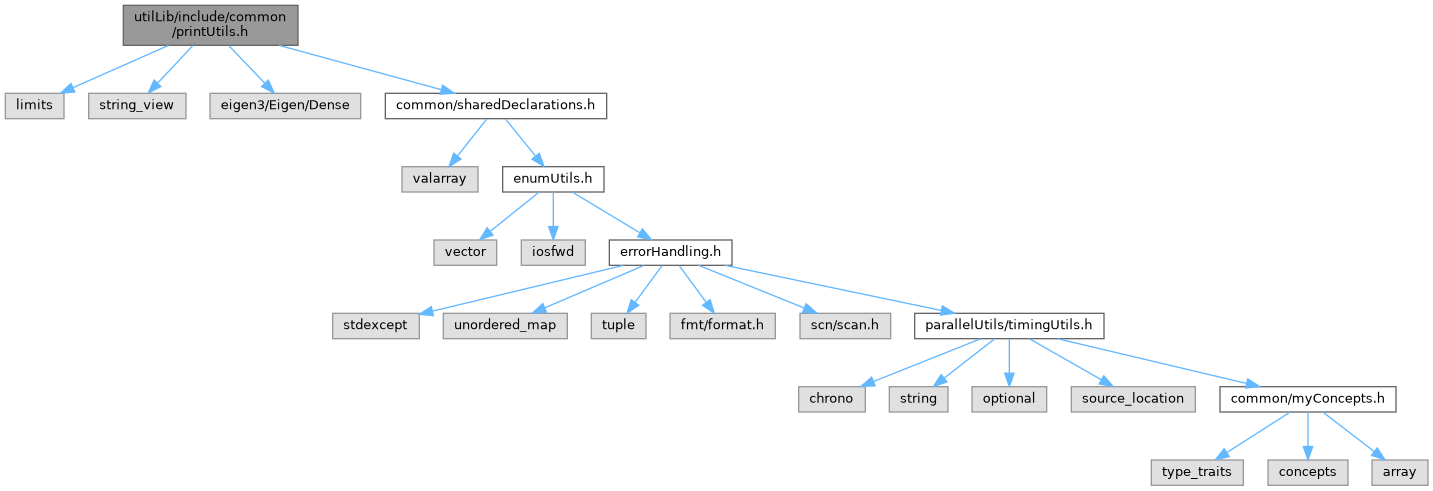 utilLib/include/common
/printUtils.h
limits
string_view
eigen3/Eigen/Dense
common/sharedDeclarations.h
valarray
enumUtils.h
vector
iosfwd
errorHandling.h
stdexcept
unordered_map
tuple
fmt/format.h
scn/scan.h
parallelUtils/timingUtils.h
chrono
string
optional
source_location
common/myConcepts.h
type_traits
concepts
array